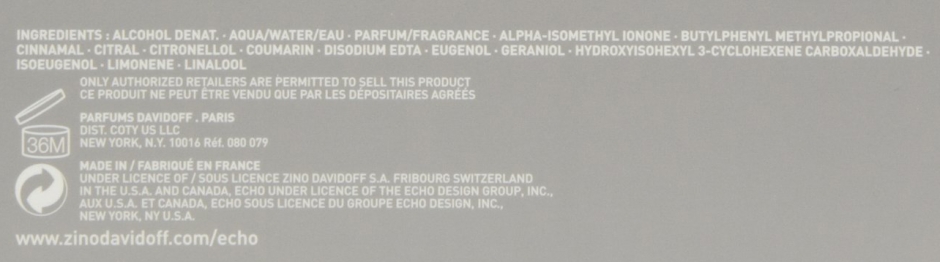 INGREDIENTS : ALCOHOL DENAT. · AQUA/WATER/EAU · PARFUM/FRAGRANCE · ALPHA-ISOMETHYL IONONE · BUTYLPHENYL METHYLPROPIONAL ·
CINNAMAL · CITRAL · CITRONELLOL · COUMARIN · DISODIUM EDTA · EUGENOL · GERANIOL · HYDROXYISOHEXYL 3-CYCLOHEXENE CARBOXALDEHYDE ·
ISOEUGENOL · LIMONENE · LINALOOL
ONLY AUTHORIZED RETAILERS ARE PERMITTED TO SELL THIS PRODUCT
CE PRODUIT NE PEUT ÊTRE VENDU QUE PAR LES DÉPOSITAIRES AGRÉÉS
PARFUMS DAVIDOFF . PARIS
DIST. COTY US LLC
NEW YORK, N.Y. 10016 Réf. 080 079
36M
MADE IN / FABRIQUÉ EN FRANCE
UNDER LICENCE OF / SOUS LICENCE ZINO DAVIDOFF S.A. FRIBOURG SWITZERLAND
IN THE U.S.A. AND CANADA, ECHO UNDER LICENCE OF THE ECHO DESIGN GROUP, INC.,
AUX U.S.A. ET CANADA, ECHO SOUS LICENCE DU GROUPE ECHO DESIGN, INC.,
NEW YORK, NY U.S.A.
www.zinodavidoff.com/echo